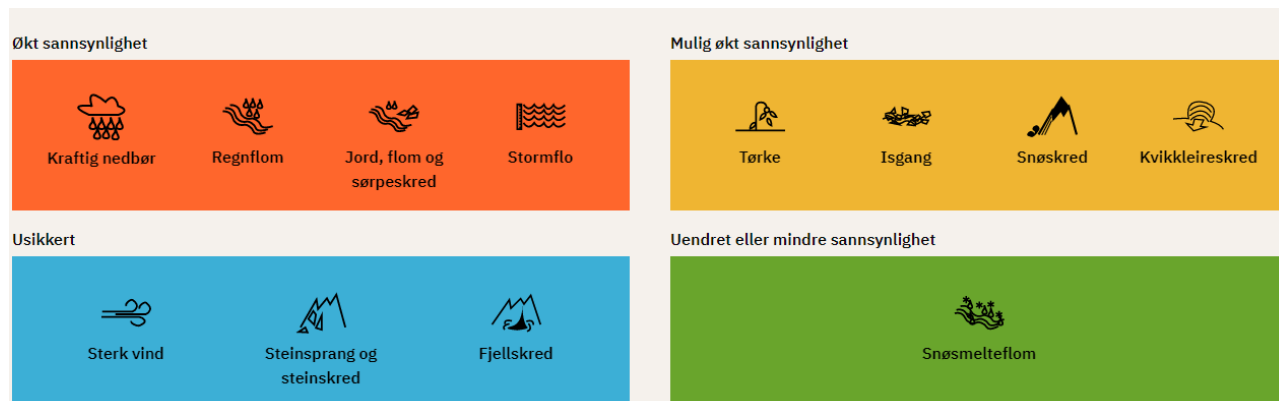 Økt sannsynlighet
Kraftig nedbør
Regnflom
Jord, flom og
sørpeskred
Stormflo
Mulig økt sannsynlighet
Tørke
Isgang
Snøskred
Kvikkleireskred
Usikkert
Sterk vind
Steinsprang og
steinskred
Fjellskred
Uendret eller mindre sannsynlighet
Snøsmelteflom